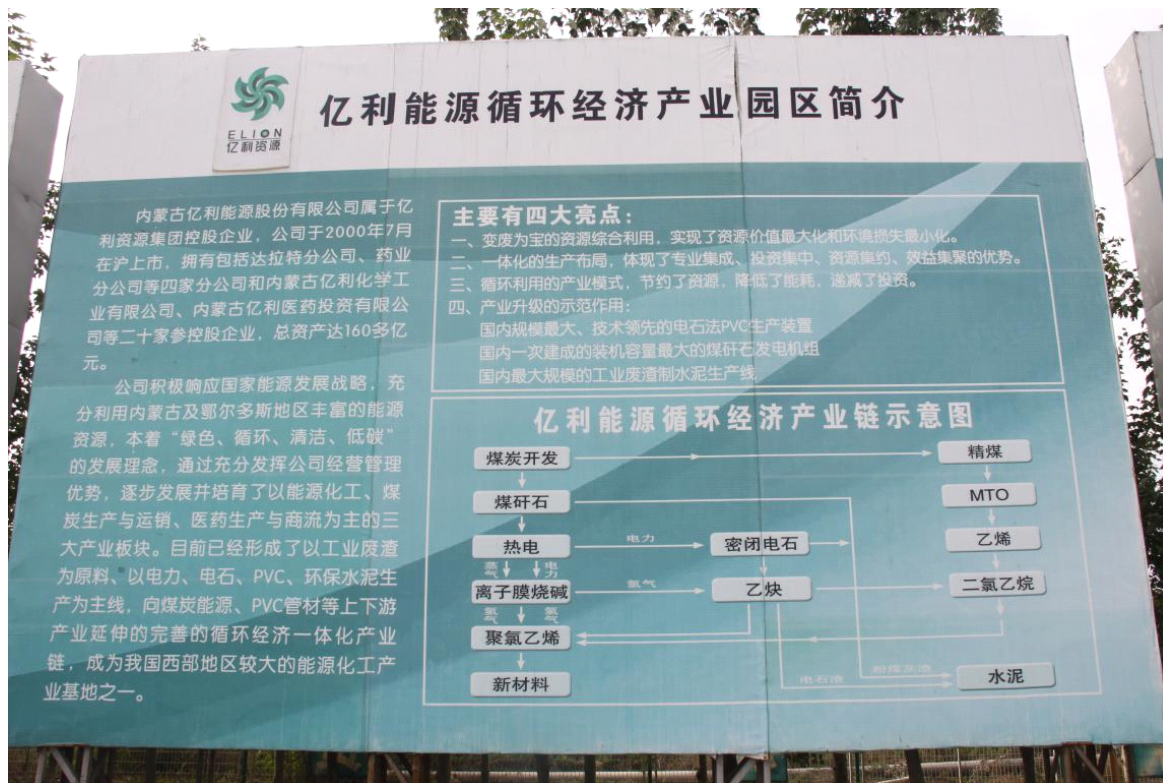 ELION
亿利资源
亿利能源循环经济产业园区简介
内蒙古亿利能源股份有限公司属于亿
利资源集团控股企业，公司于2000年7月
在沪上市，拥有包括达拉特分公司、药业
分公司等四家分公司和内蒙古亿利化学工
业有限公司、内蒙古亿利医药投资有限公
司等二十家参控股企业，总资产达160多亿
元。
公司积极响应国家能源发展战略，充
分利用内蒙古及鄂尔多斯地区丰富的能源
资源，本着“绿色、循环、清洁、低碳”
的发展理念，通过充分发挥公司经营管理
优势，逐步发展并培育了以能源化工、煤
炭生产与运销、医药生产与商流为主的三
大产业板块。目前已经形成了以工业废渣
为原料、以电力、电石、PVC、环保水泥生
产为主线，向煤炭能源、PVC管材等上下游
产业延伸的完善的循环经济一体化产业
链，成为我国西部地区较大的能源化工产
业基地之一。
主要有四大亮点：
一、变废为宝的资源综合利用，实现了资源价值最大化和环境损失最小化。
二、一体化的生产布局，体现了专业集成、投资集中、资源集约、效益集聚的优势。
三、循环利用的产业模式，节约了资源，降低了能耗，递减了投资。
四、产业升级的示范作用：
国内规模最大、技术领先的电石法PVC生产装置
国内一次建成的装机容量最大的煤矸石发电机组
国内最大规模的工业废渣制水泥生产线
亿利能源循环经济产业链示意图
煤炭开发
精煤
煤矸石
MTO
热电
电力
密闭电石
乙烯
蒸气
电力
离子膜烧碱
氢气
乙炔
二氯乙烷
氢气
氯气
聚氯乙烯
新材料
电石渣
粉煤灰渣
水泥